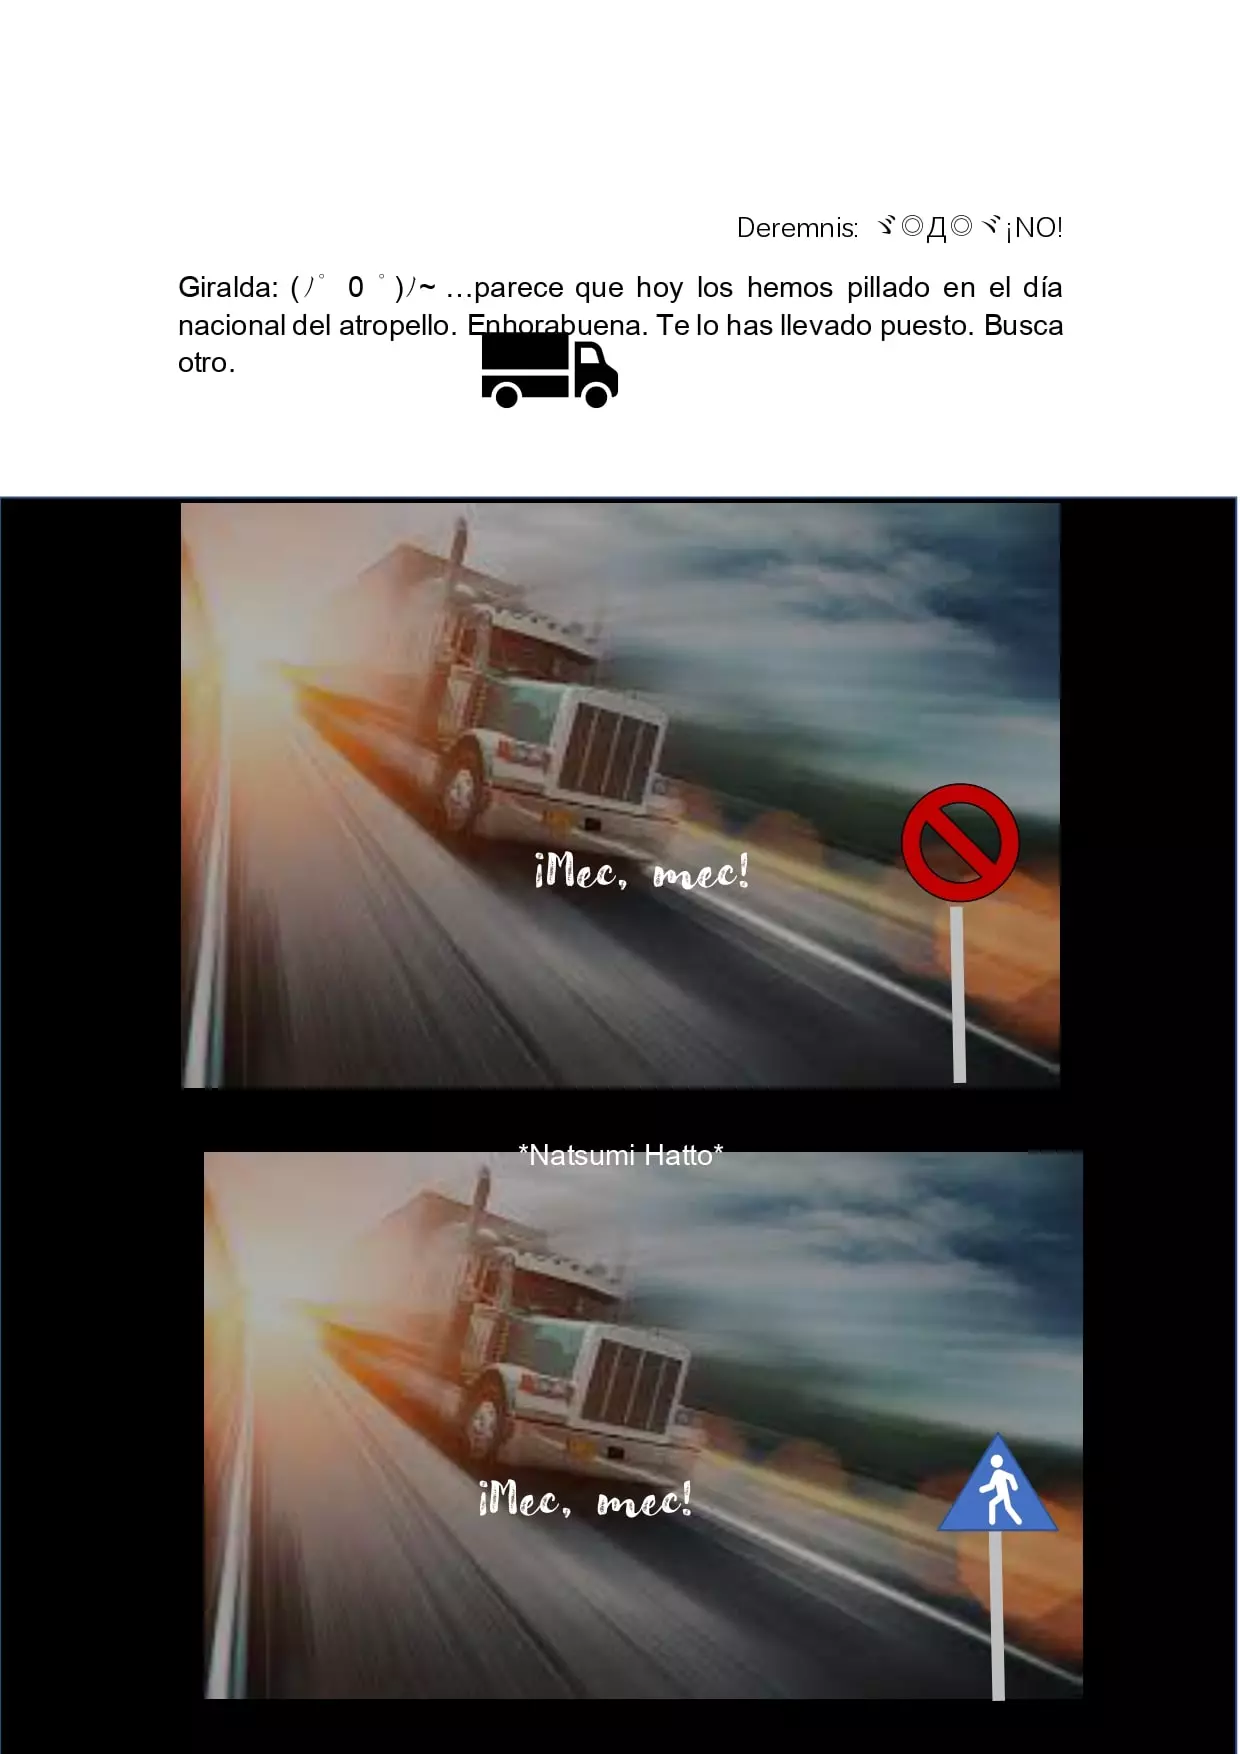 Deremnis: ヾ◎Д◎ヾ¡NO!
Giralda: (ﾉﾟ 0 ﾟ)ﾉ~ …parece que hoy los hemos pillado en el día
nacional del atropello. Enhorabuena. Te lo has llevado puesto. Busca
otro.
¡Mec, mec!
*Natsumi Hatto*
¡Mec, mec!